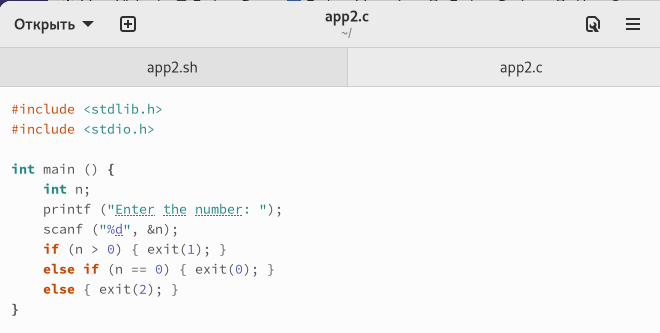 Открыть
app2.c
~/
app2.sh
app2.c
#include <stdlib.h>
#include <stdio.h>
int main () {
    int n;
    printf ("Enter the number: ");
    scanf ("%d", &n);
    if (n > 0) { exit(1); }
    else if (n == 0) { exit(0); }
    else { exit(2); }
}